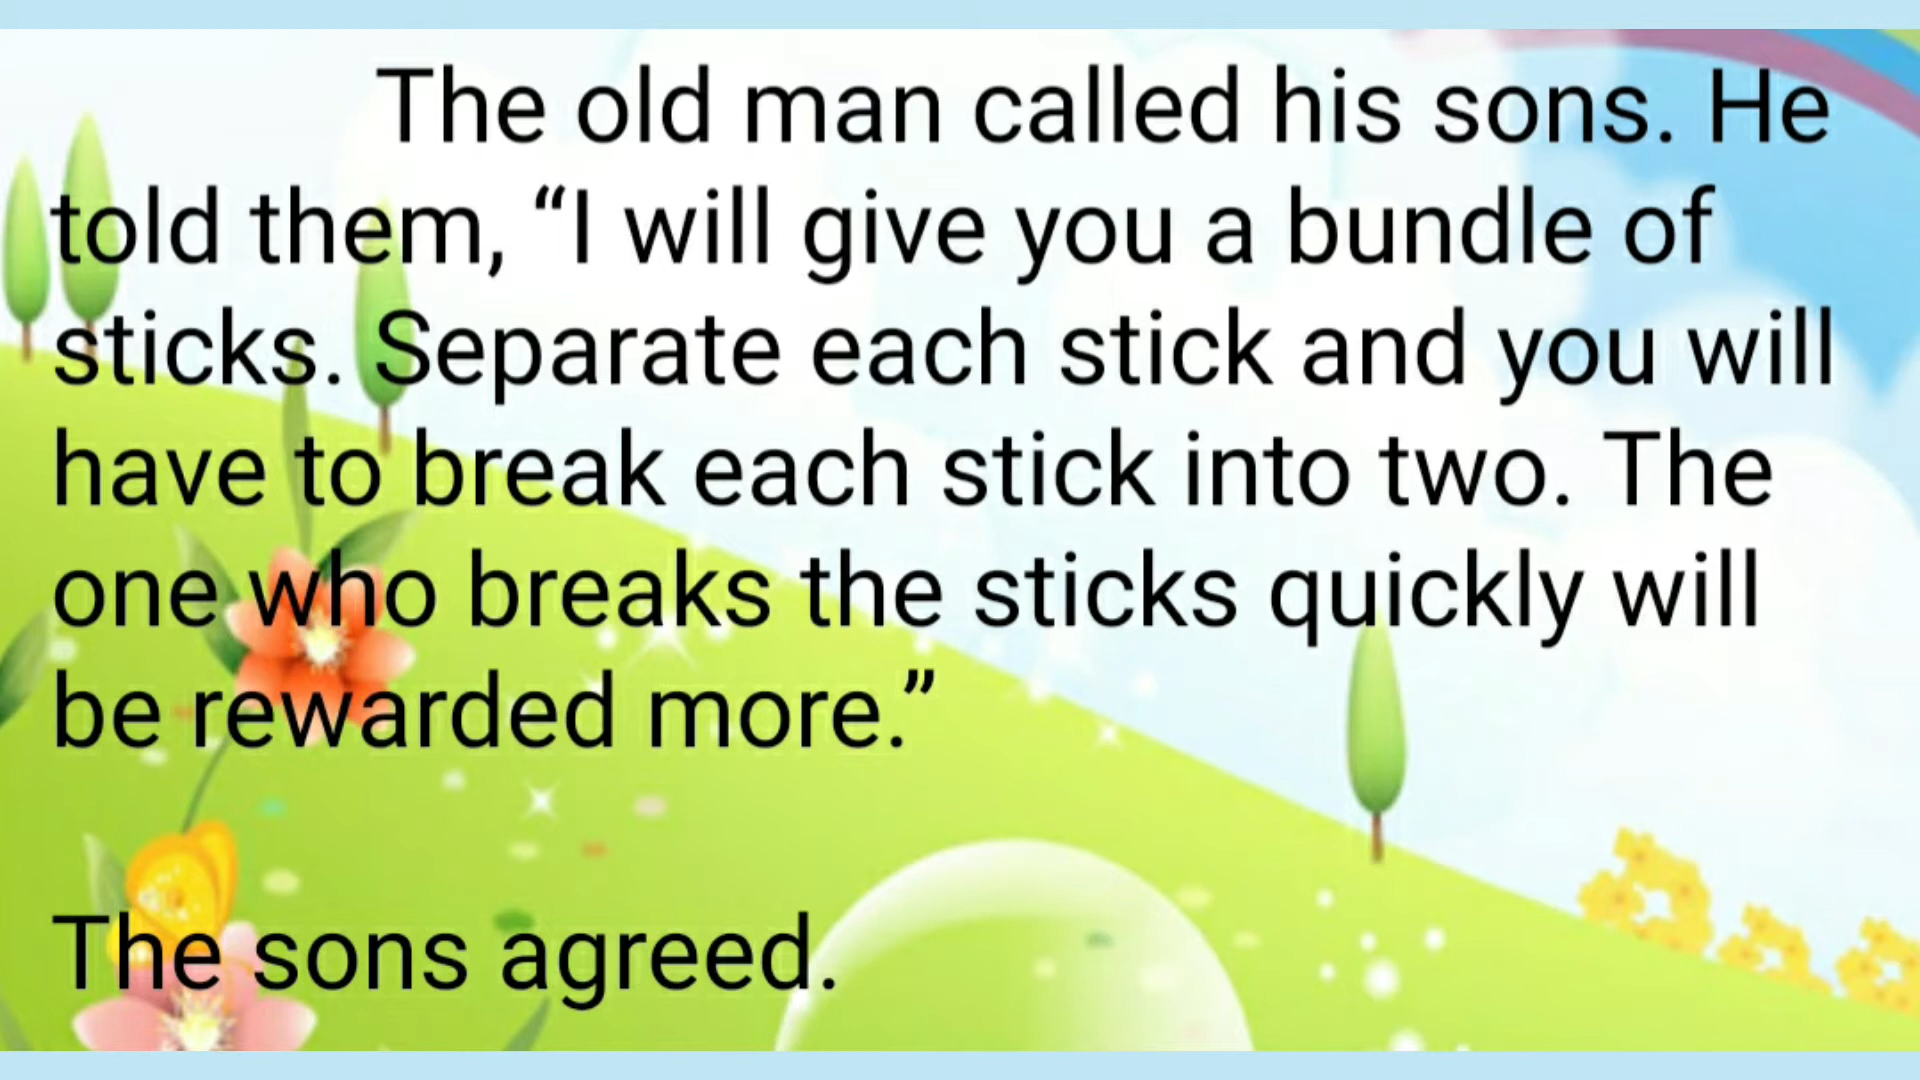 The old man called his sons. He
told them, “I will give you a bundle of
sticks. Separate each stick and you will
have to break each stick into two. The
one who breaks the sticks quickly will
be rewarded more.”
The sons agreed.